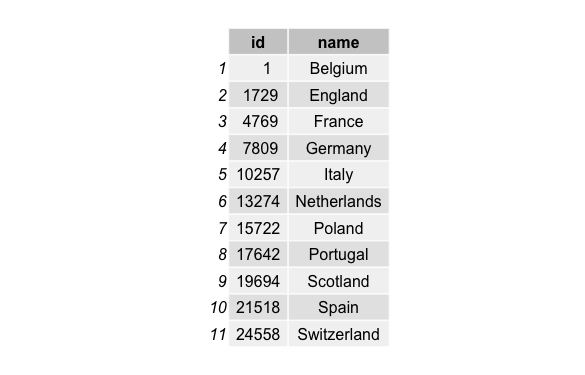 id name
1 1 Belgium
2 1729 England
3 4769 France
4 7809 Germany
5 10257 Italy
6 13274 Netherlands
7 15722 Poland
8 17642 Portugal
9 19694 Scotland
10 21518 Spain
11 24558 Switzerland